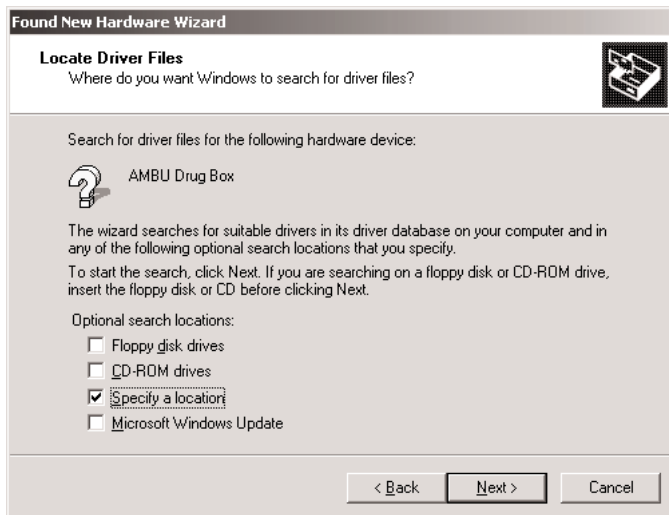 Found New Hardware Wizard
Locate Driver Files
Where do you want Windows to search for driver files?
Search for driver files for the following hardware device:
AMBU Drug Box
The wizard searches for suitable drivers in its driver database on your computer and in
any of the following optional search locations that you specify.
To start the search, click Next. If you are searching on a floppy disk or CD-ROM drive,
insert the floppy disk or CD before clicking Next.
Optional search locations:
Floppy disk drives
CD-ROM drives
Specify a location
Microsoft Windows Update
< Back Next > Cancel